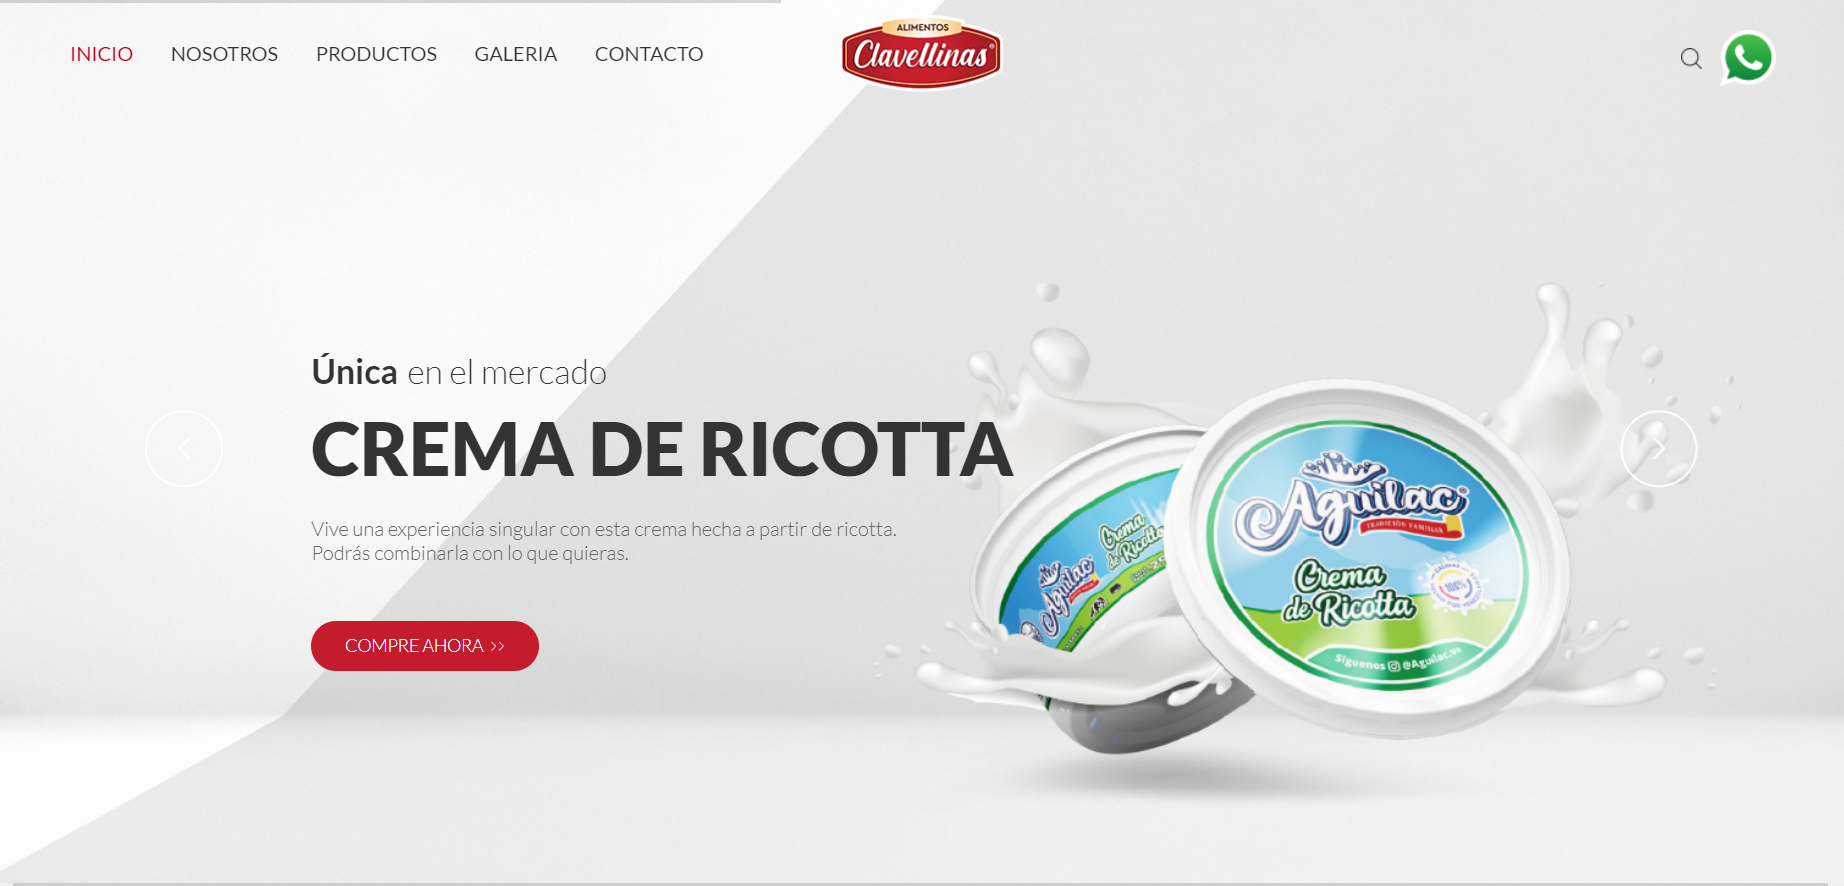 INICIO NOSOTROS PRODUCTOS GALERIA CONTACTO
ALIMENTOS
Clavellinas®
Única en el mercado
CREMA DE RICOTTA
Vive una experiencia singular con esta crema hecha a partir de ricotta.
Podrás combinarla con lo que quieras.
COMPRE AHORA >>
Aguilac
Crema
de Ricotta
Aguilac®
TRADICIÓN FAMILIAR
Crema
de Ricotta
100%
Síguenos @Aguilac.ve